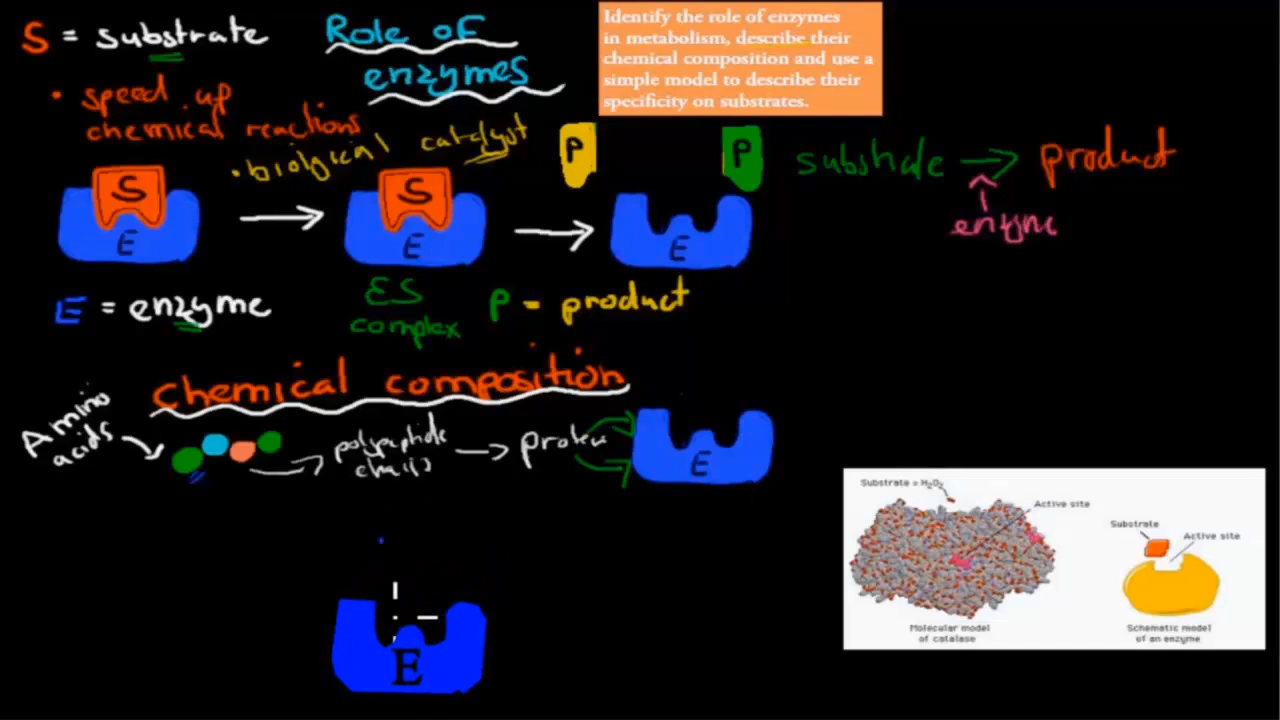 S = substrate
Role of
enzymes
Identify the role of enzymes
in metabolism, describe their
chemical composition and use a
simple model to describe their
specificity on substrates.
• speed up
chemical reactions
• biological catalyst
S
E
S
E
P
P
E
substrate → product
enzyme
E = enzyme
ES
complex
P = product
Chemical composition
Amino
acids
polypeptide
chains
→ protein
E
E
Substrate = H₂O₂
Active site
Molecular model
of catalase
Substrate
Active site
Schematic model
of an enzyme